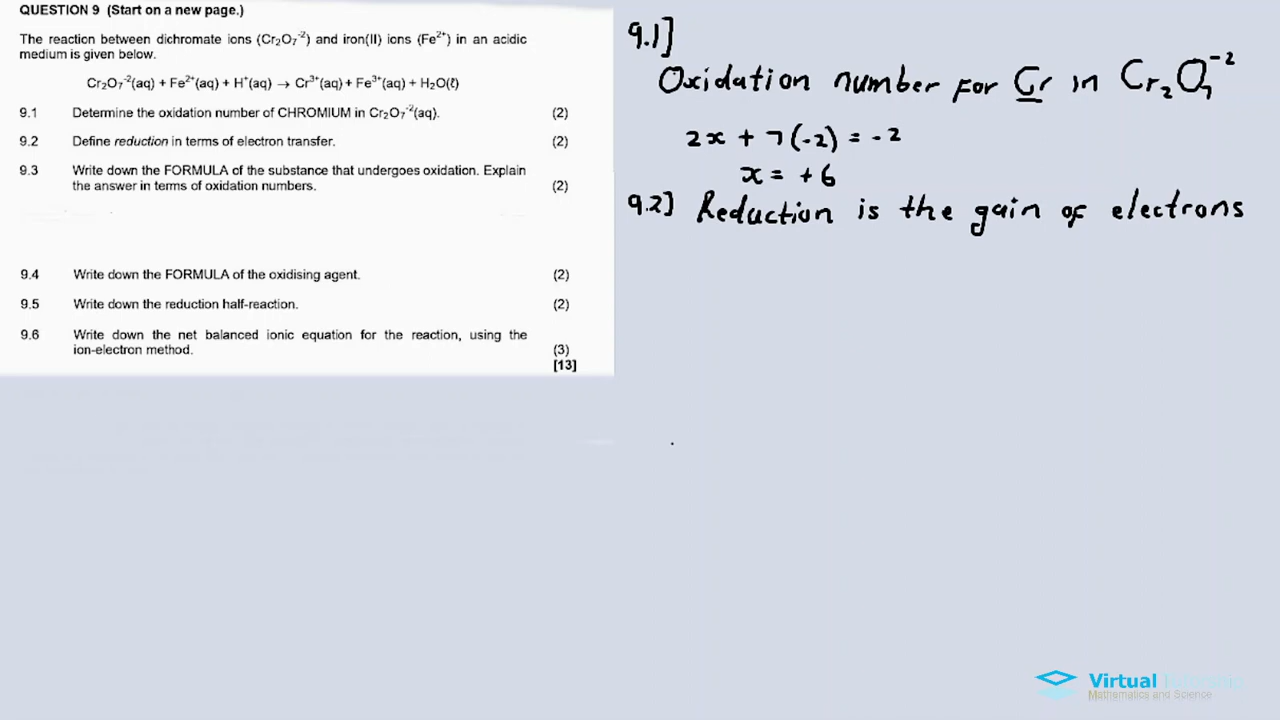 QUESTION 9 (Start on a new page.)
The reaction between dichromate ions (Cr₂O₇⁻²) and iron(II) ions (Fe²⁺) in an acidic
medium is given below.
Cr₂O₇⁻²(aq) + Fe²⁺(aq) + H⁺(aq) → Cr³⁺(aq) + Fe³⁺(aq) + H₂O(ℓ)
9.1 Determine the oxidation number of CHROMIUM in Cr₂O₇⁻²(aq). (2)
9.2 Define reduction in terms of electron transfer. (2)
9.3 Write down the FORMULA of the substance that undergoes oxidation. Explain
the answer in terms of oxidation numbers. (2)
9.4 Write down the FORMULA of the oxidising agent. (2)
9.5 Write down the reduction half-reaction. (2)
9.6 Write down the net balanced ionic equation for the reaction, using the
ion-electron method. (3)
[13]
9.1]
Oxidation number for Cr in Cr₂O₇⁻²
2x + 7(-2) = -2
x = +6
9.2] Reduction is the gain of electrons
Virtual
Mathematics and Science